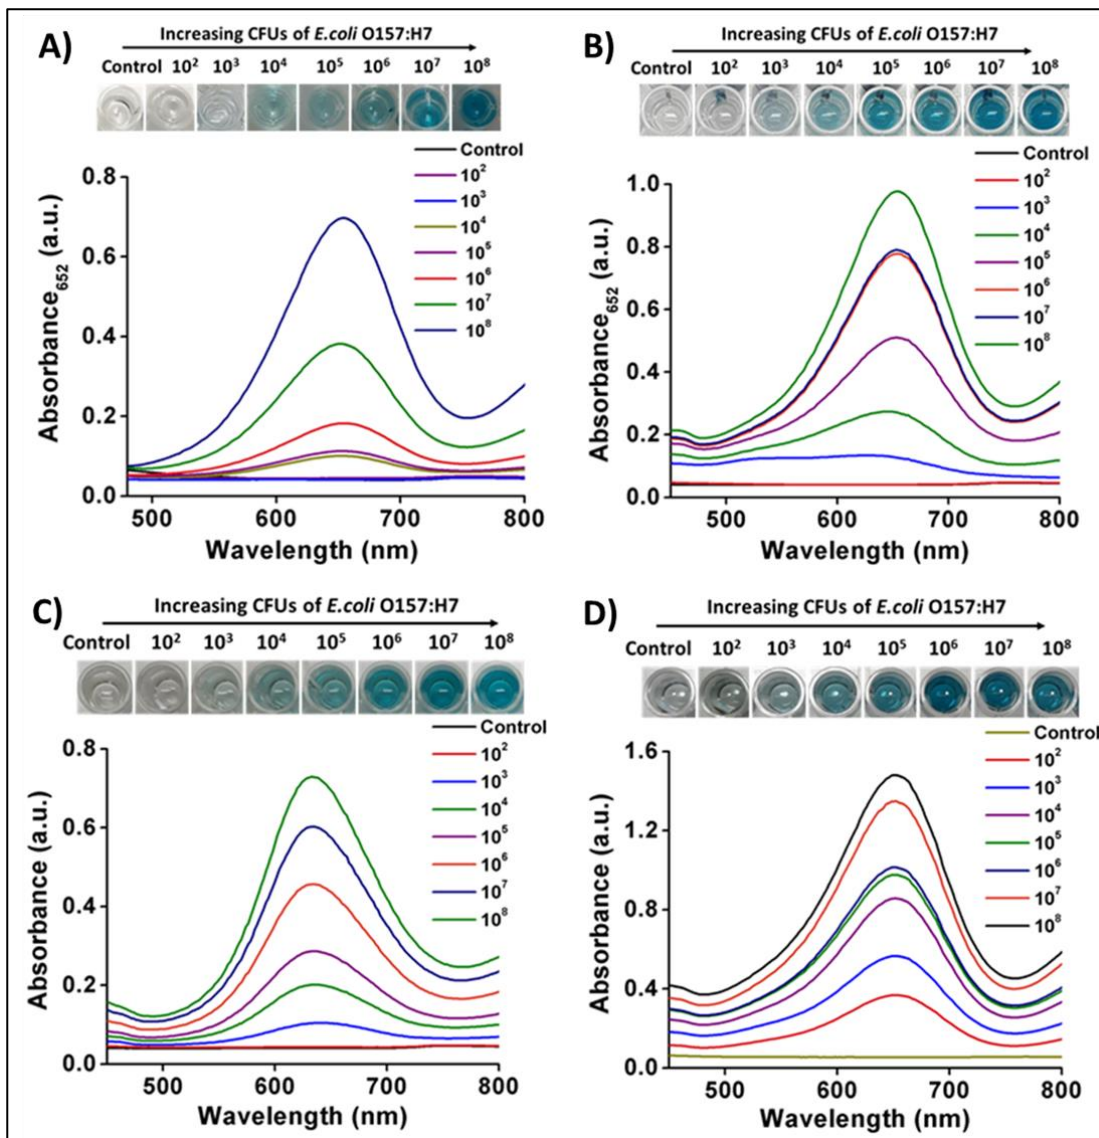 A)
Increasing CFUs of E.coli O157:H7
Control 10² 10³ 10⁴ 10⁵ 10⁶ 10⁷ 10⁸
Control
10²
10³
10⁴
10⁵
10⁶
10⁷
10⁸
0.8
0.6
0.4
0.2
0.0
Absorbance₆₅₂ (a.u.)
500 600 700 800
Wavelength (nm)
B)
Increasing CFUs of E.coli O157:H7
Control 10² 10³ 10⁴ 10⁵ 10⁶ 10⁷ 10⁸
Control
10²
10³
10⁴
10⁵
10⁶
10⁷
10⁸
1.0
0.8
0.6
0.4
0.2
0.0
Absorbance₆₅₂ (a.u.)
500 600 700 800
Wavelength (nm)
C)
Increasing CFUs of E.coli O157:H7
Control 10² 10³ 10⁴ 10⁵ 10⁶ 10⁷ 10⁸
Control
10²
10³
10⁴
10⁵
10⁶
10⁷
10⁸
0.8
0.6
0.4
0.2
0.0
Absorbance (a.u.)
500 600 700 800
Wavelength (nm)
D)
Increasing CFUs of E.coli O157:H7
Control 10² 10³ 10⁴ 10⁵ 10⁶ 10⁷ 10⁸
Control
10²
10³
10⁴
10⁵
10⁶
10⁷
10⁸
1.6
1.2
0.8
0.4
0.0
Absorbance (a.u.)
500 600 700 800
Wavelength (nm)